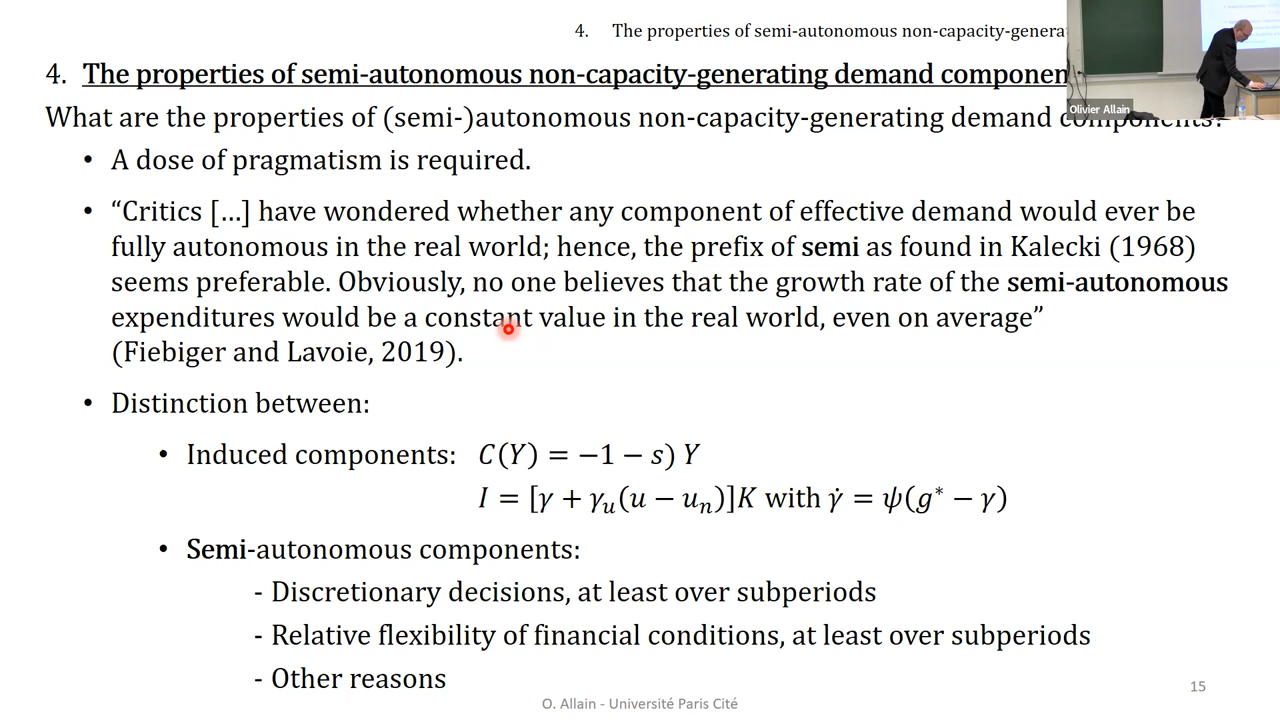 4. The properties of semi-autonomous non-capacity-genera
4. The properties of semi-autonomous non-capacity-generating demand componen
Olivier Allain
What are the properties of (semi-)autonomous non-capacity-generating demand components?
• A dose of pragmatism is required.
• “Critics […] have wondered whether any component of effective demand would ever be
fully autonomous in the real world; hence, the prefix of semi as found in Kalecki (1968)
seems preferable. Obviously, no one believes that the growth rate of the semi-autonomous
expenditures would be a constant value in the real world, even on average”
(Fiebiger and Lavoie, 2019).
• Distinction between:
• Induced components: C(Y) = −1 − s) Y
I = [γ + γᵤ(u − uₙ)]K with γ̇ = ψ(g* − γ)
• Semi-autonomous components:
- Discretionary decisions, at least over subperiods
- Relative flexibility of financial conditions, at least over subperiods
- Other reasons
15
O. Allain - Université Paris Cité